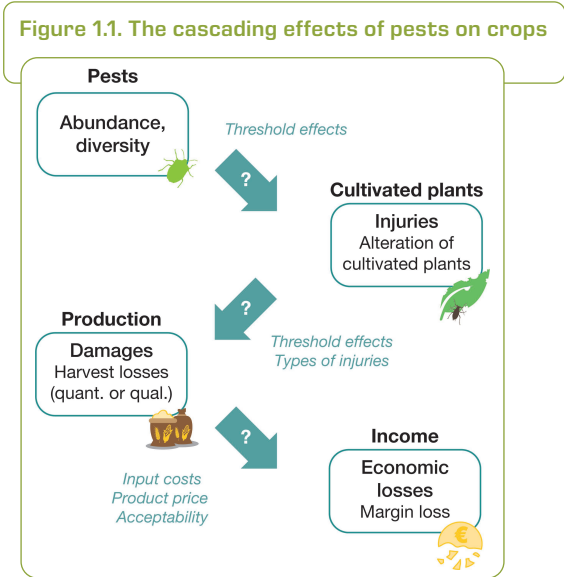 Figure 1.1. The cascading effects of pests on crops
Pests
Abundance,
diversity
Threshold effects
?
Cultivated plants
Injuries
Alteration of
cultivated plants
?
Threshold effects
Types of injuries
Production
Damages
Harvest losses
(quant. or qual.)
?
Input costs
Product price
Acceptability
Income
Economic
losses
Margin loss
€